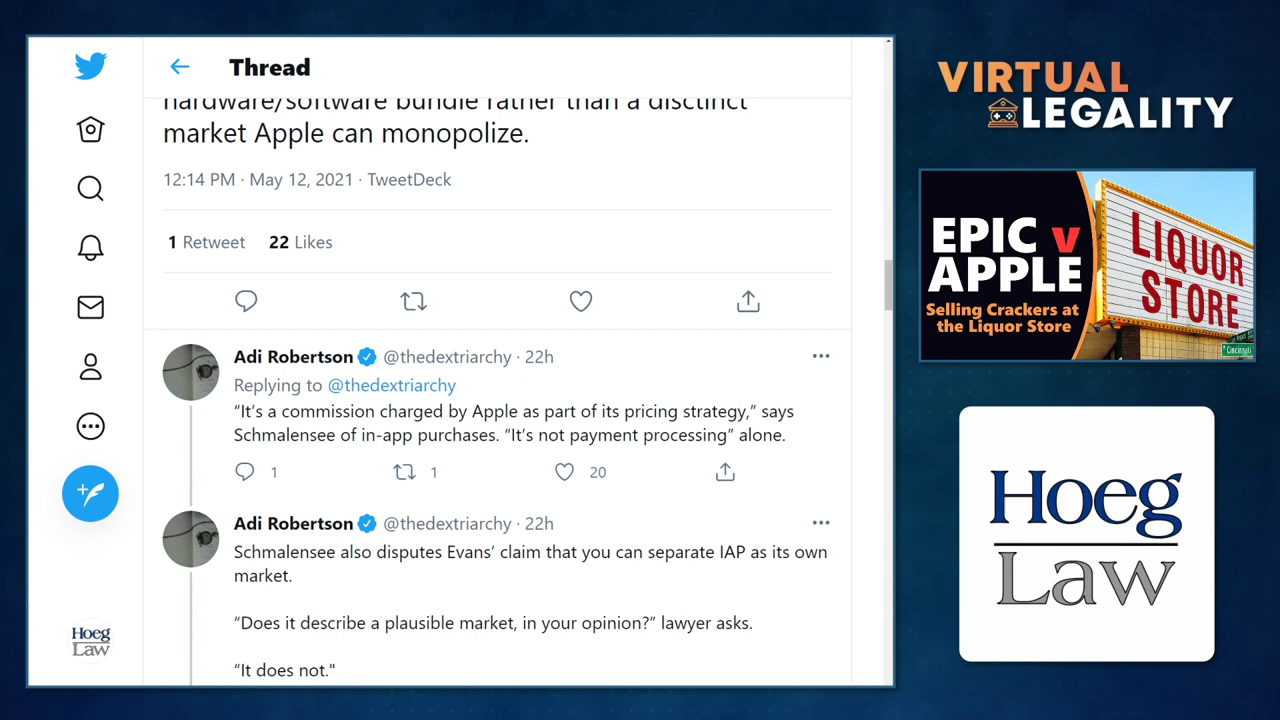 Thread
hardware/software bundle rather than a disctinct
market Apple can monopolize.
12:14 PM · May 12, 2021 · TweetDeck
1 Retweet 22 Likes
Adi Robertson @thedextriarchy · 22h
Replying to @thedextriarchy
“It’s a commission charged by Apple as part of its pricing strategy,” says
Schmalensee of in-app purchases. “It’s not payment processing” alone.
1 1 20
Adi Robertson @thedextriarchy · 22h
Schmalensee also disputes Evans’ claim that you can separate IAP as its own
market.
“Does it describe a plausible market, in your opinion?” lawyer asks.
“It does not."
Hoeg
Law
VIRTUAL
LEGALITY
EPIC v
APPLE
Selling Crackers at
the Liquor Store
LIQUOR
STORE
Cincinnati
Hoeg
Law